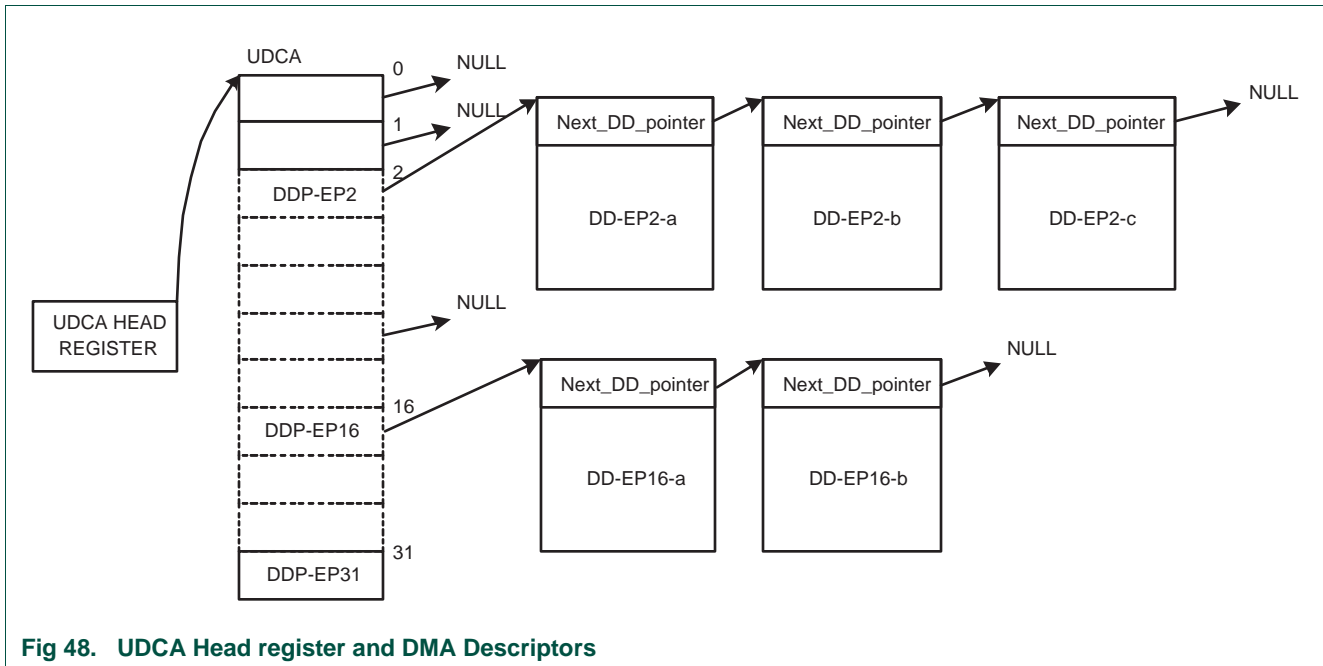 UDCA
0
NULL
1
NULL
2
DDP-EP2
Next_DD_pointer
Next_DD_pointer
Next_DD_pointer
NULL
DD-EP2-a
DD-EP2-b
DD-EP2-c
UDCA HEAD
REGISTER
NULL
16
DDP-EP16
Next_DD_pointer
Next_DD_pointer
NULL
DD-EP16-a
DD-EP16-b
31
DDP-EP31
Fig 48. UDCA Head register and DMA Descriptors